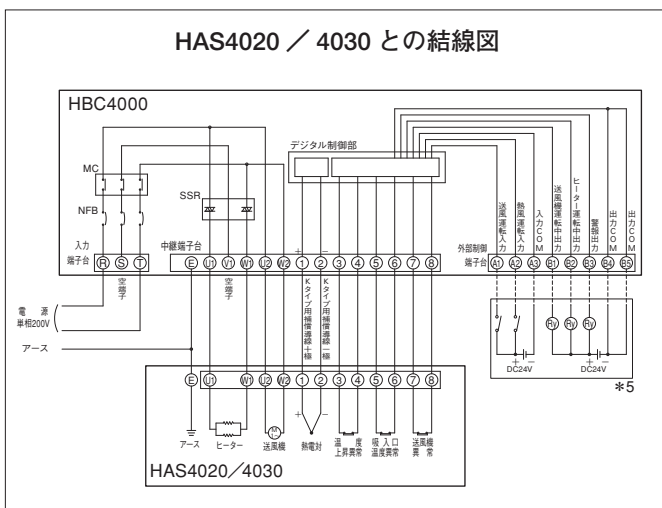 HAS4020 ／ 4030 との結線図
HBC4000
デジタル制御部
MC
SSR
NFB
入力
端子台
R S T
空端子
中継端子台
E U1 V1 W1 U2 W2 1 2 3 4 5 6 7 8
空端子
+ −
Kタイプ用補償導線＋極
Kタイプ用補償導線－極
送風運転入力
熱風運転入力
入力COM
送風機運転中出力
ヒーター運転中出力
警報出力
出力COM
出力COM
外部制御
端子台
A1 A2 A3 B1 B2 B3 B4 B5
電 源
単相200V
アース
Ry Ry Ry
+ −
DC24V
+ −
DC24V
*5
E U1 W1 U2 W2 1 2 3 4 5 6 7 8
+ −
M
アース
ヒーター
送風機
熱電対
温 度
上昇異常
吸 入 口
温度異常
送風機
異 常
HAS4020／4030